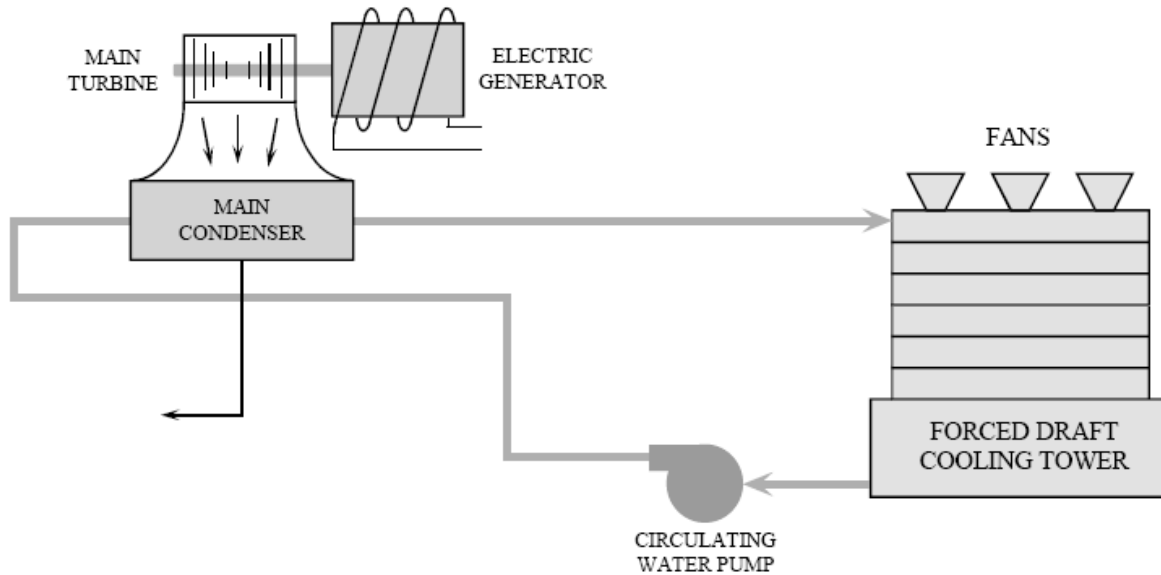 MAIN
TURBINE
ELECTRIC
GENERATOR
FANS
MAIN
CONDENSER
FORCED DRAFT
COOLING TOWER
CIRCULATING
WATER PUMP